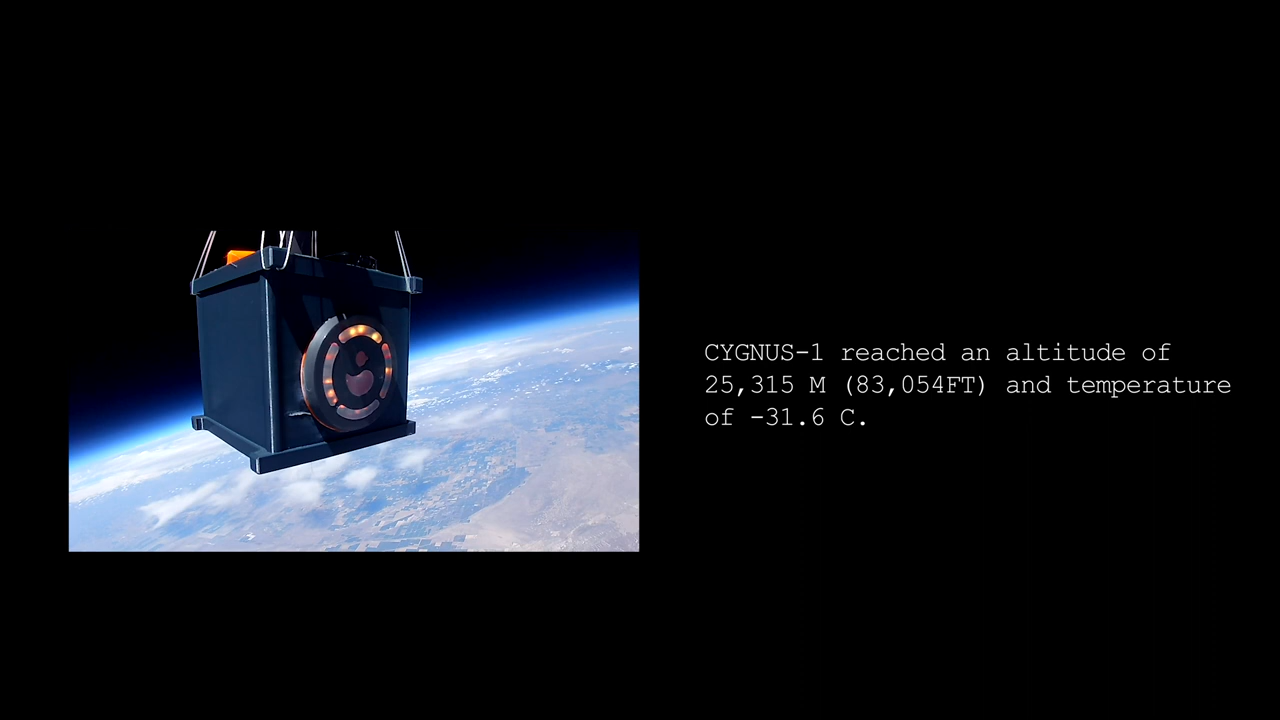 CYGNUS-1 reached an altitude of
25,315 M (83,054FT) and temperature
of -31.6 C.